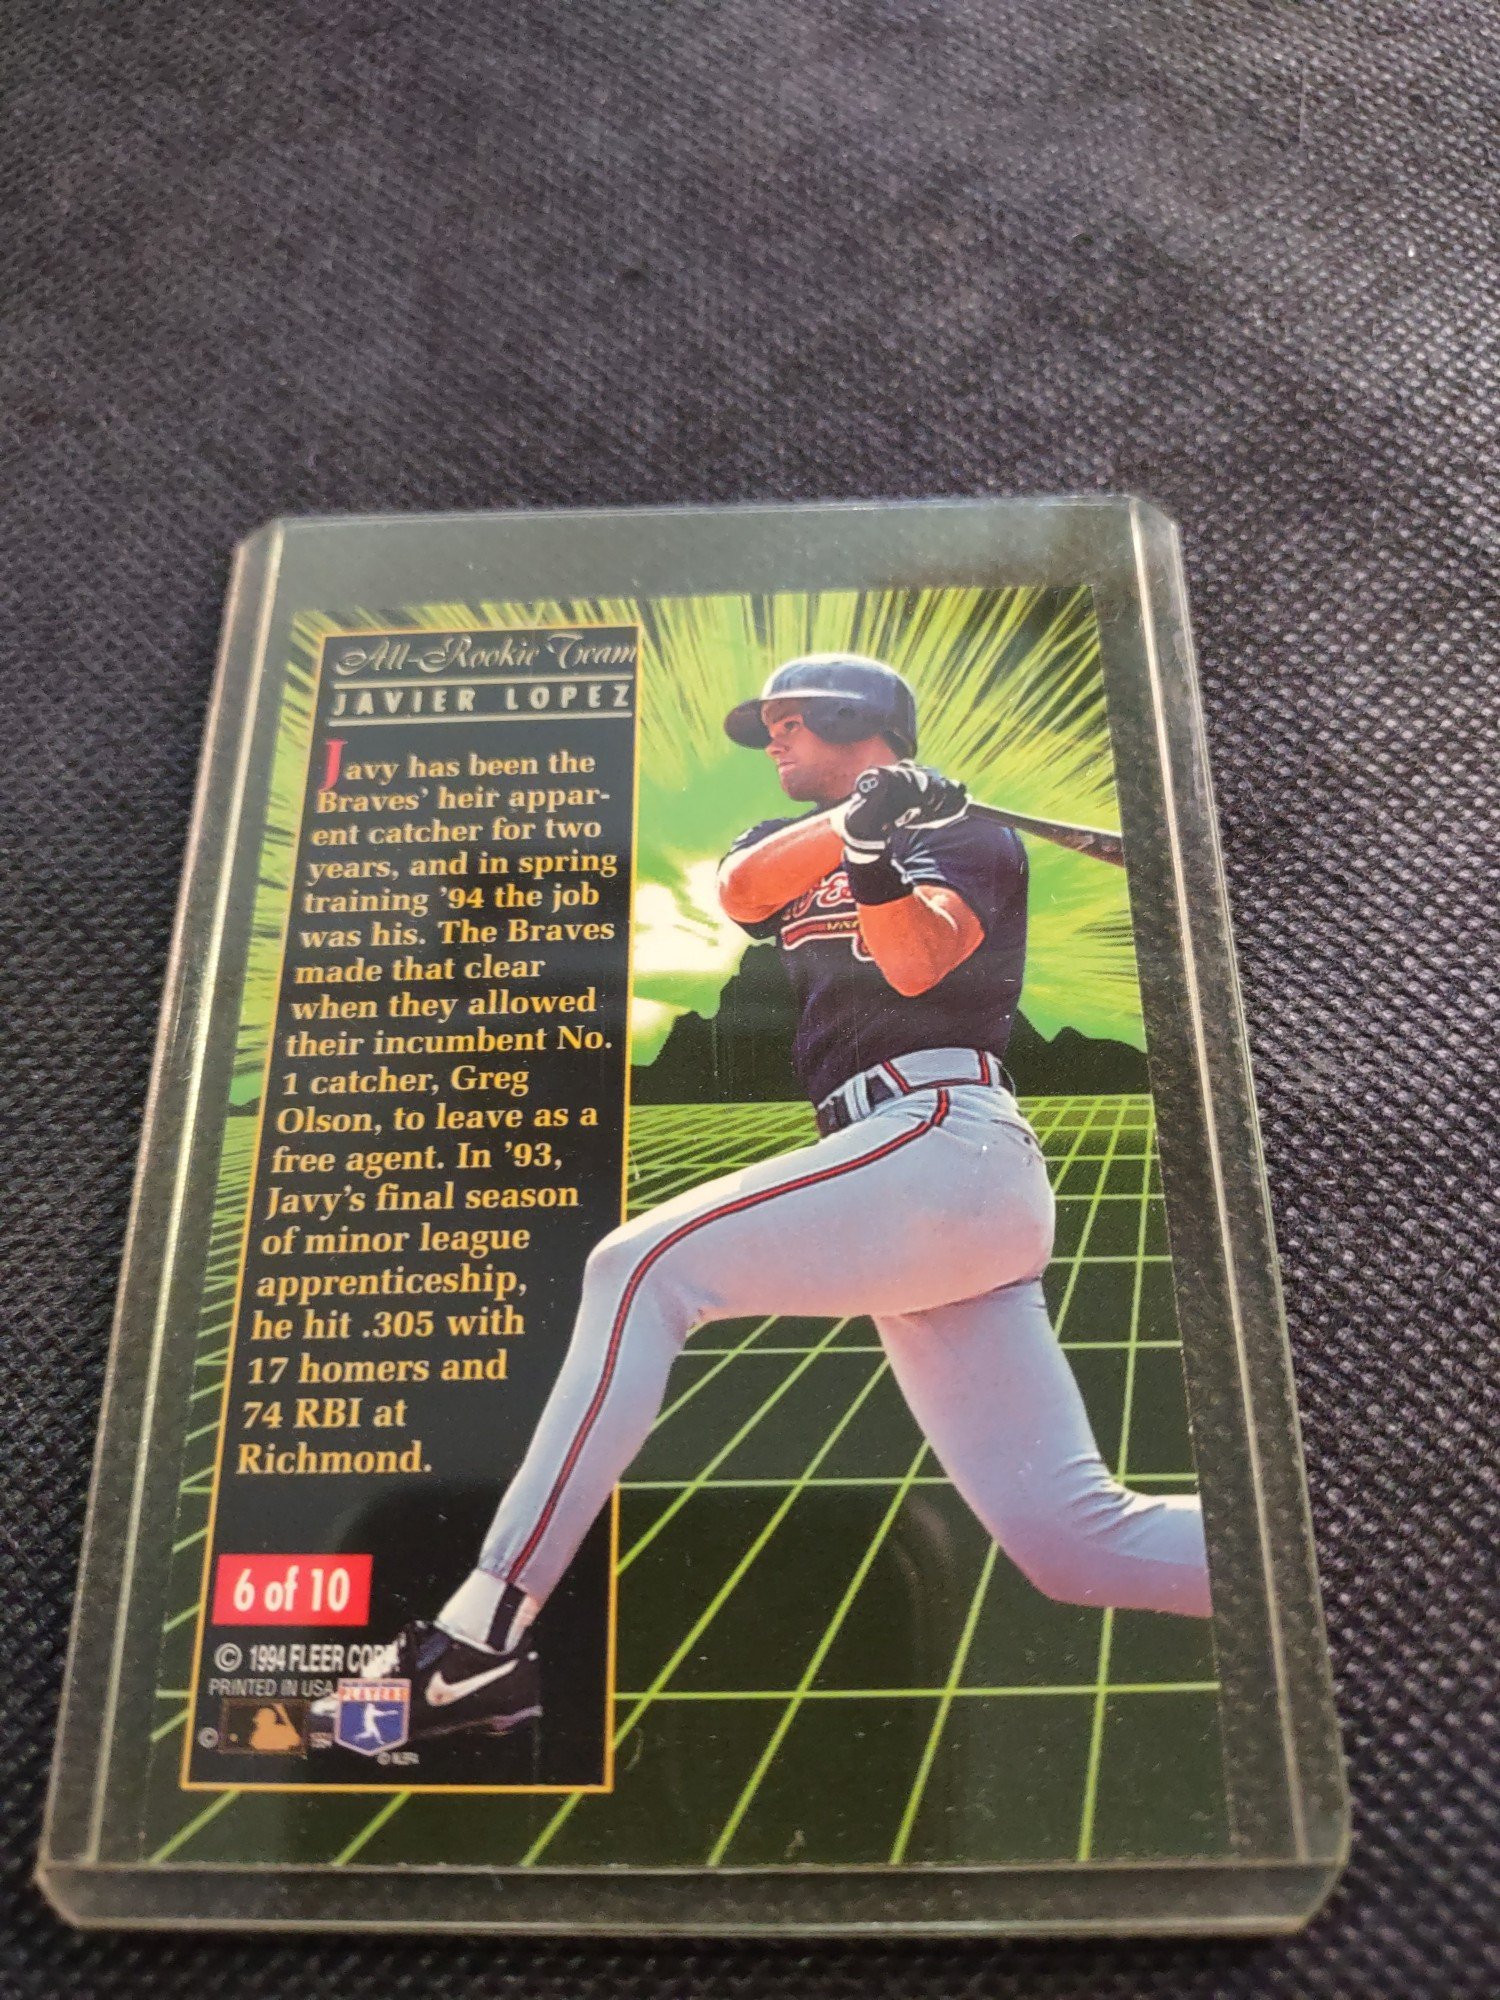 All-Rookie Team
JAVIER LOPEZ
Javy has been the
Braves' heir appar-
ent catcher for two
years, and in spring
training '94 the job
was his. The Braves
made that clear
when they allowed
their incumbent No.
1 catcher, Greg
Olson, to leave as a
free agent. In '93,
Javy's final season
of minor league
apprenticeship,
he hit .305 with
17 homers and
74 RBI at
Richmond.
6 of 10
© 1994 FLEER CORP.
PRINTED IN USA
PLAYERS
©